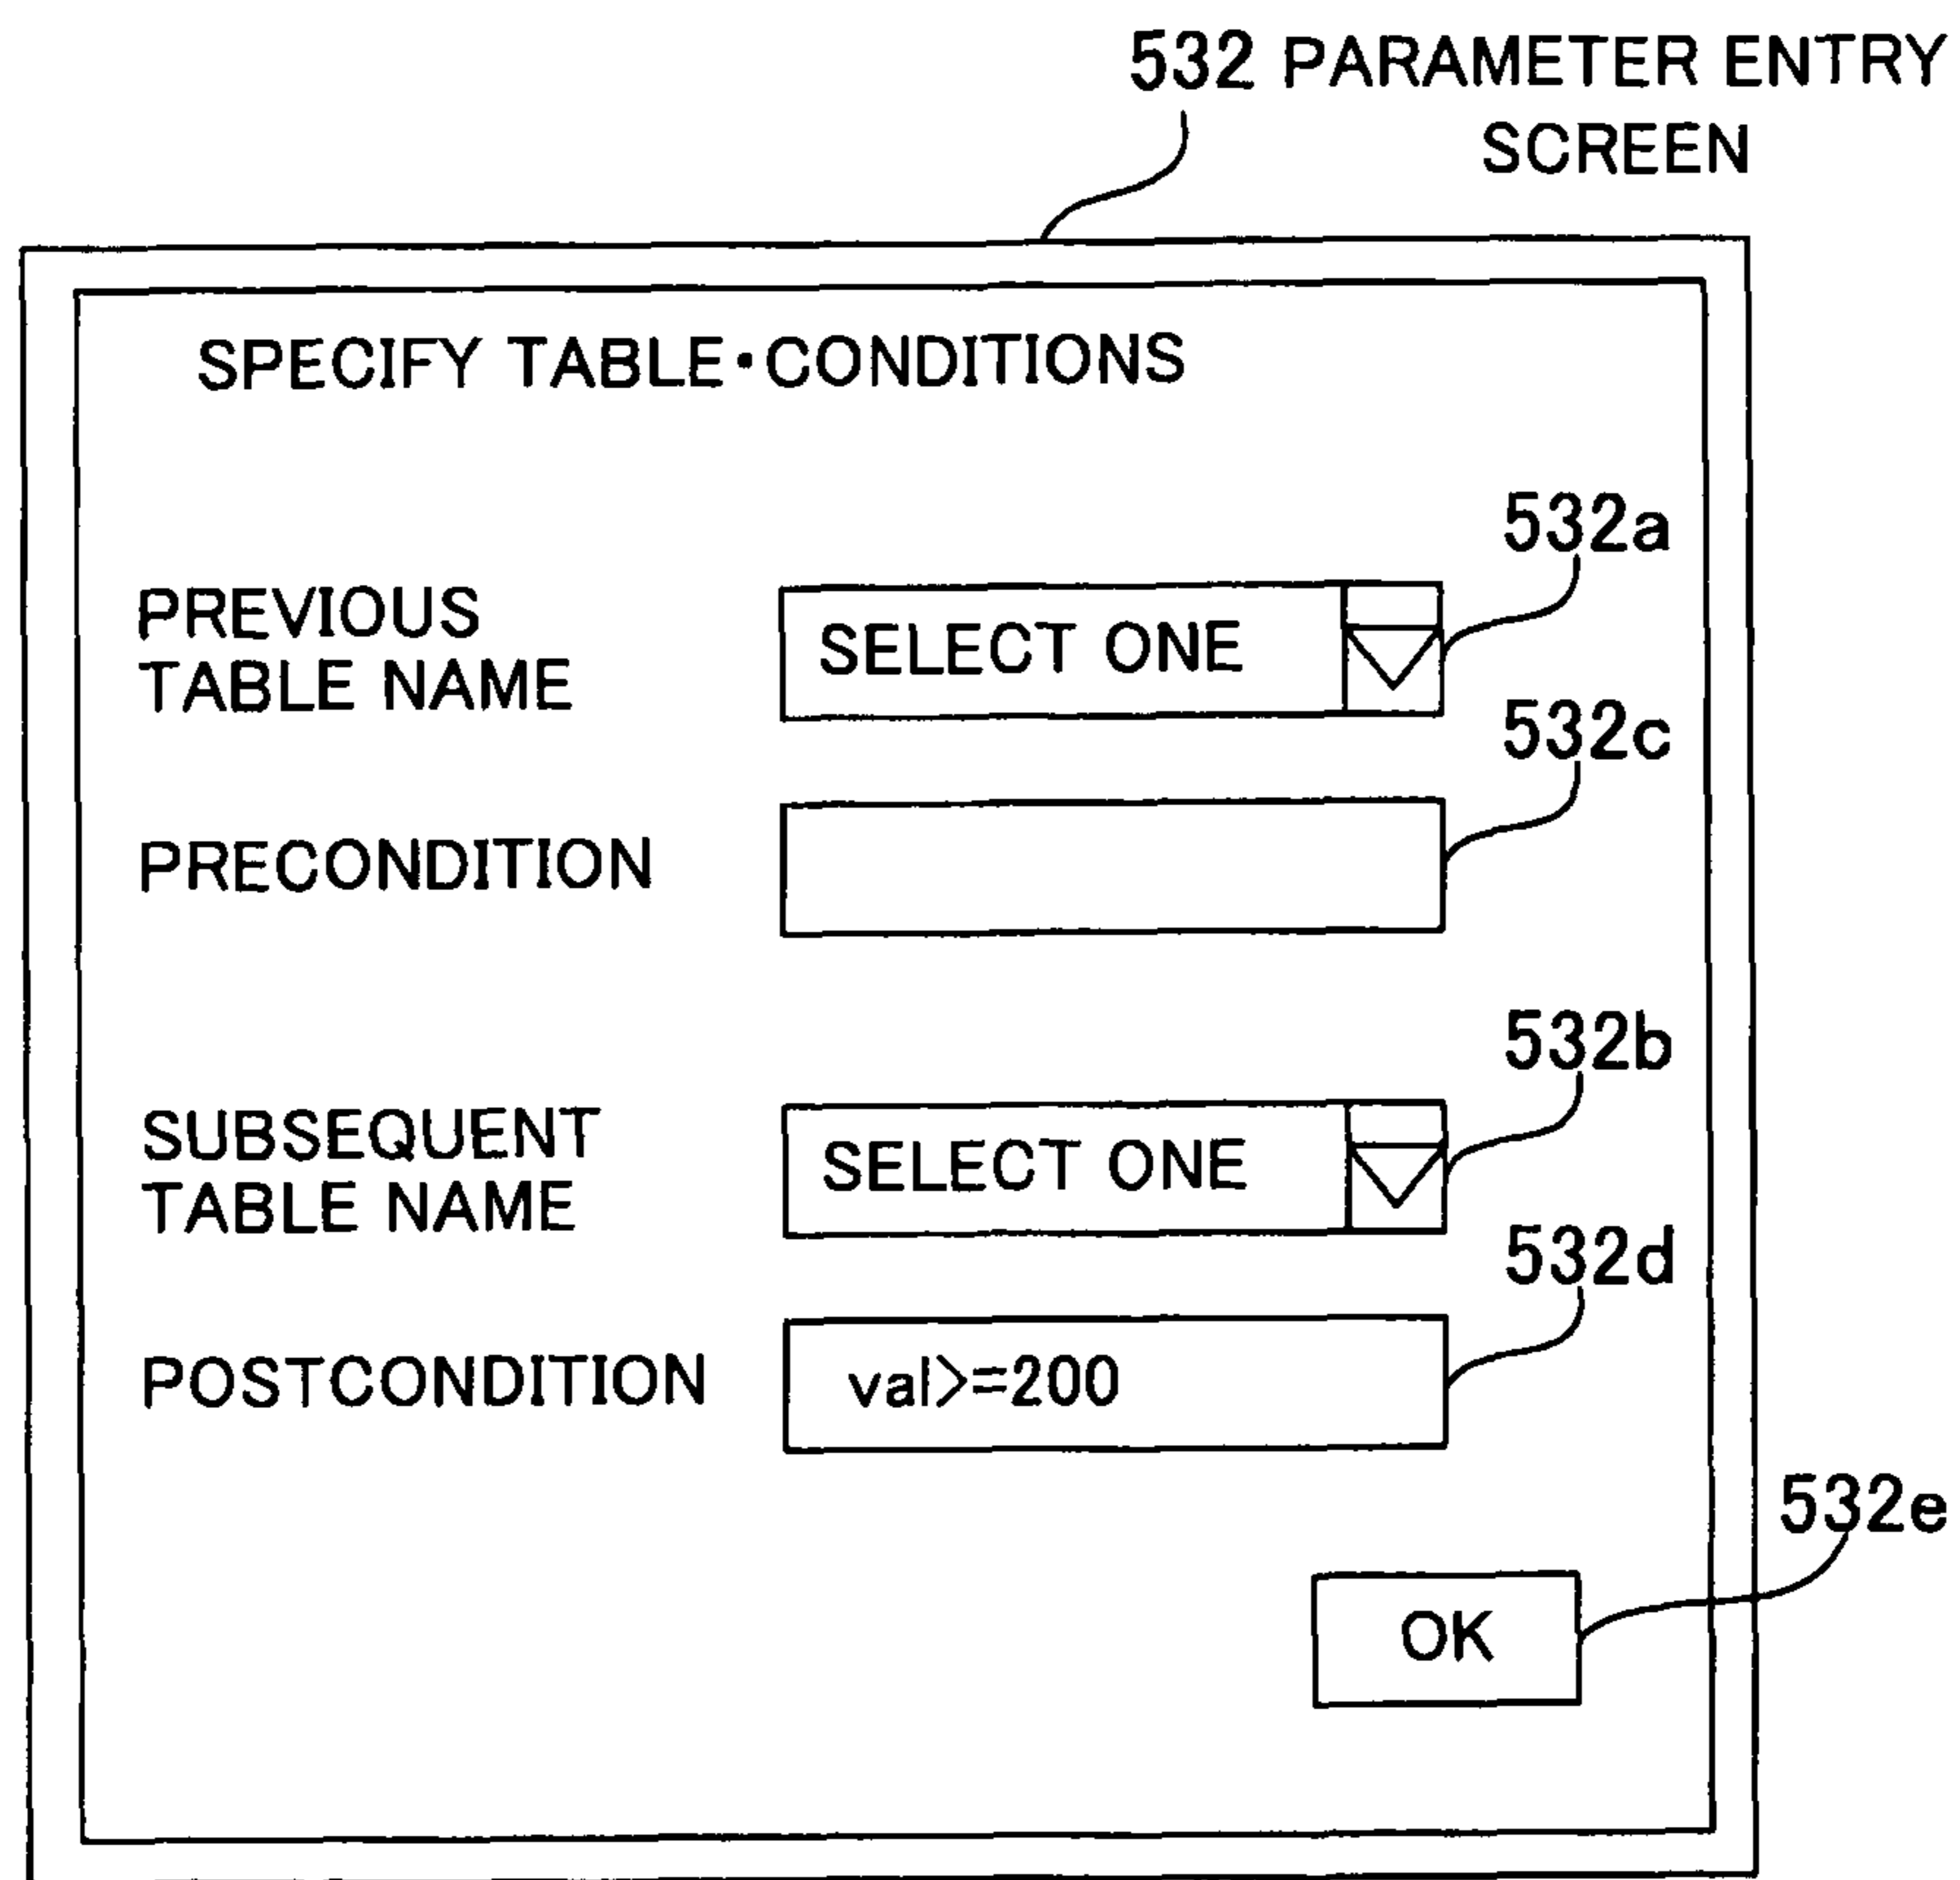 532 PARAMETER ENTRY
SCREEN
SPECIFY TABLE・CONDITIONS
532a
PREVIOUS
TABLE NAME
SELECT ONE
532c
PRECONDITION
532b
SUBSEQUENT
TABLE NAME
SELECT ONE
532d
POSTCONDITION
val>=200
532e
OK